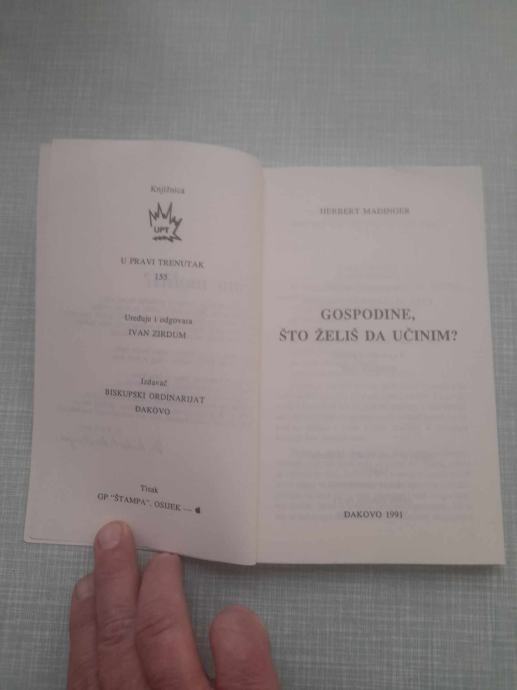 Knjižnica
UPT
U PRAVI TRENUTAK
155
Uređuje i odgovara
IVAN ZIRDUM
Izdavač
BISKUPSKI ORDINARIJAT
ĐAKOVO
Tisak
GP "ŠTAMPA", OSIJEK —
HERBERT MADINGER
GOSPODINE,
ŠTO ŽELIŠ DA UČINIM?
ĐAKOVO 1991